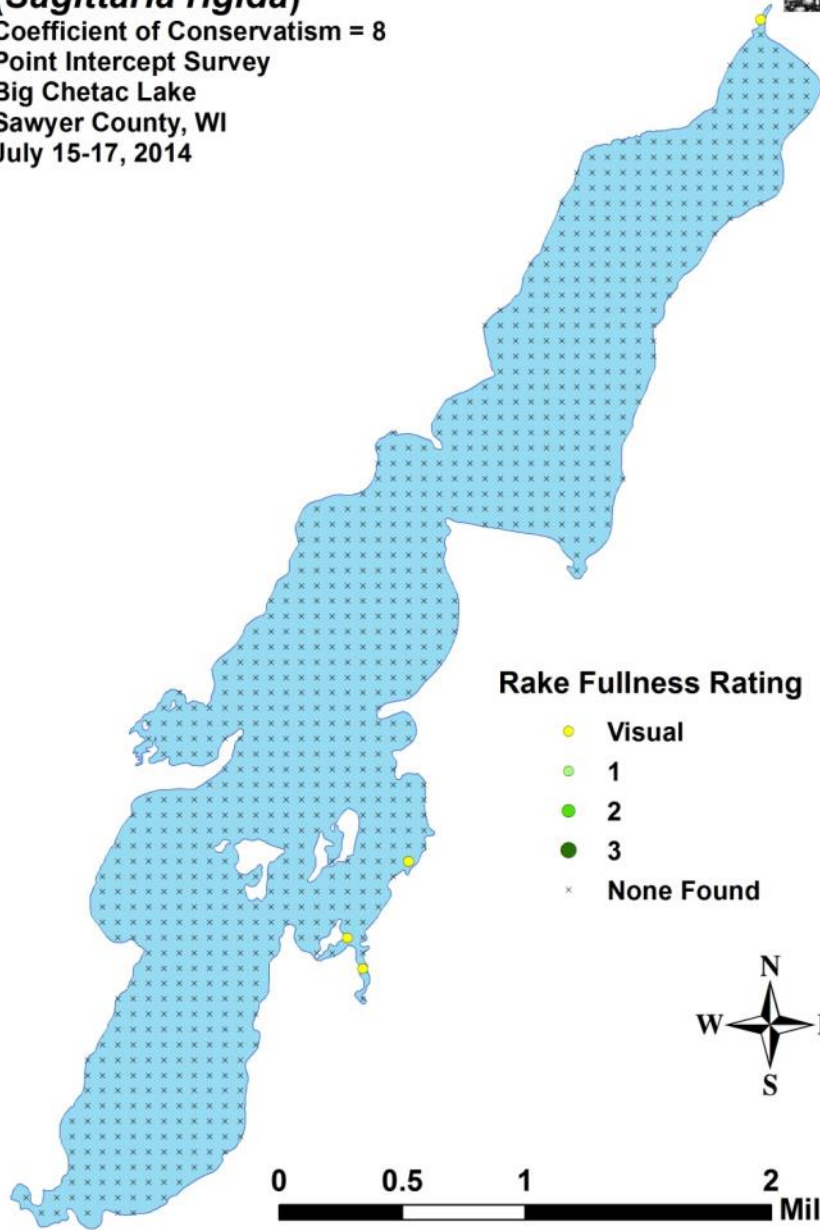 (Sagittaria rigida)
Coefficient of Conservatism = 8
Point Intercept Survey
Big Chetac Lake
Sawyer County, WI
July 15-17, 2014
Rake Fullness Rating
Visual
1
2
3
None Found
N
W
S
0 0.5 1 2
Mil